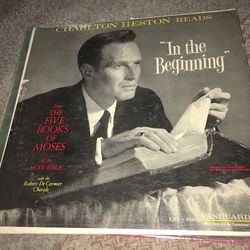 CHARLTON HESTON READS
"In the
Beginning"
from
THE
FIVE
BOOKS OF
MOSES
of the
HOLY BIBLE
with the
Robert DeCormier
Chorale
VANGUARD